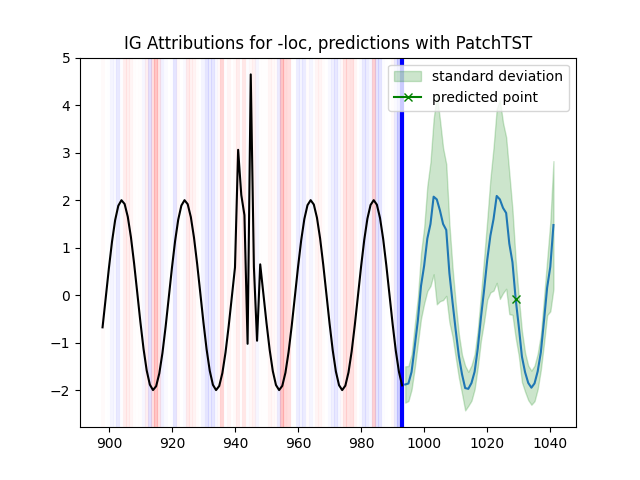 IG Attributions for -loc, predictions with PatchTST
standard deviation
predicted point
5
4
3
2
1
0
−1
−2
900 920 940 960 980 1000 1020 1040